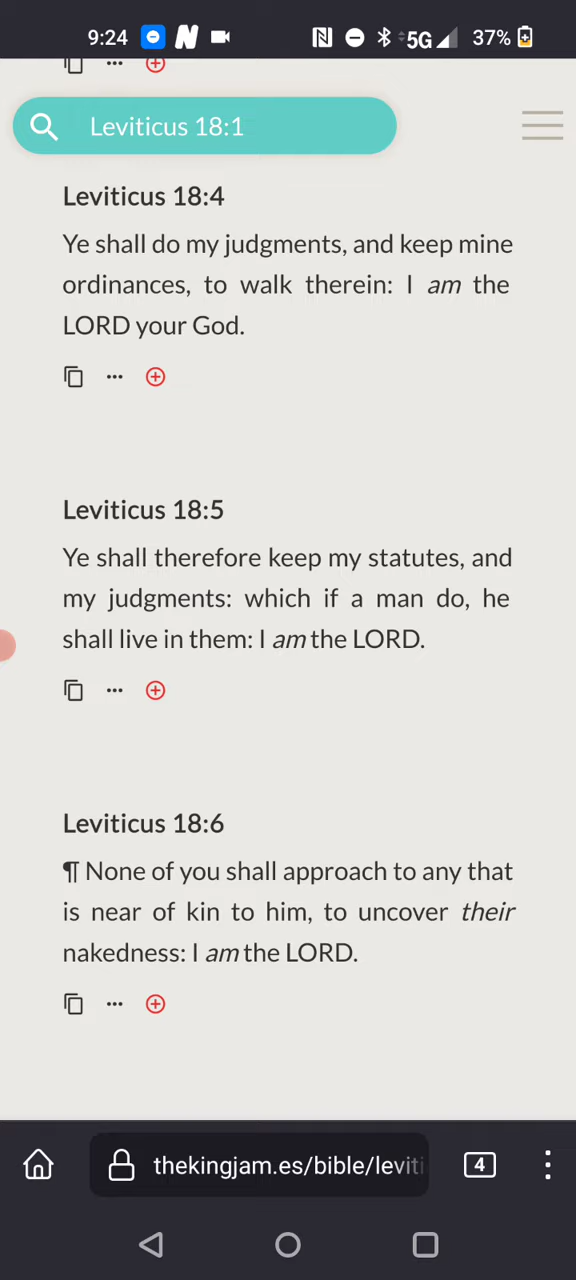 9:24 5G 37%
Leviticus 18:1
Leviticus 18:4
Ye shall do my judgments, and keep mine
ordinances, to walk therein: I am the
LORD your God.
Leviticus 18:5
Ye shall therefore keep my statutes, and
my judgments: which if a man do, he
shall live in them: I am the LORD.
Leviticus 18:6
¶ None of you shall approach to any that
is near of kin to him, to uncover their
nakedness: I am the LORD.
thekingjam.es/bible/leviti
4